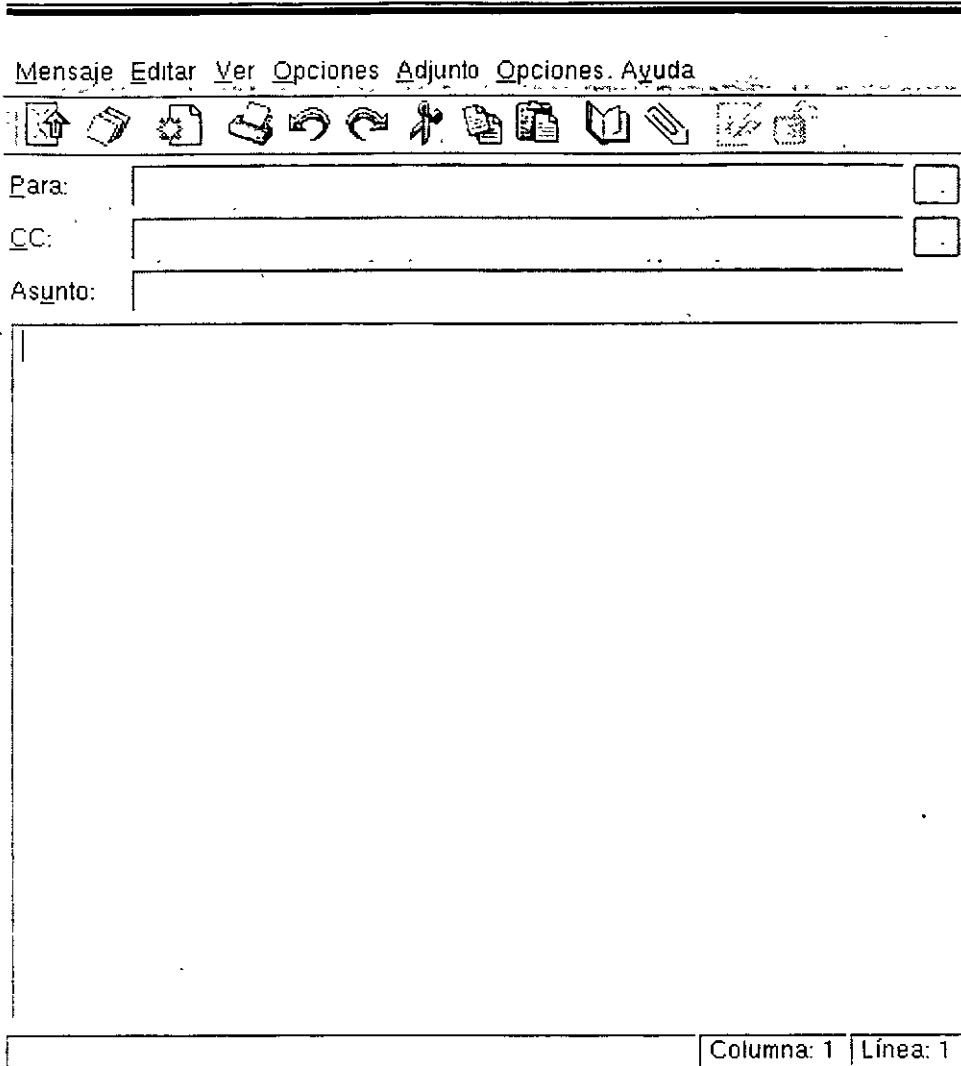 Mensaje Editar Ver Opciones Adjunto Opciones. Ayuda
Para:
CC:
Asunto:
Columna: 1 Línea: 1